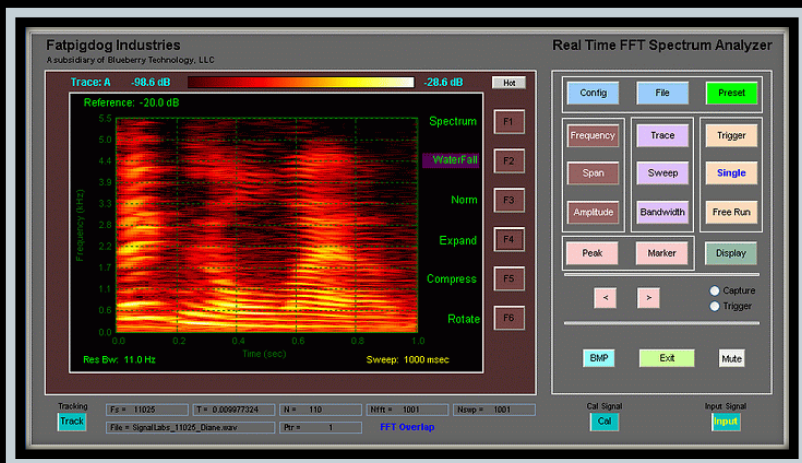 Fatpigdog Industries
A subsidiary of Blueberry Technology, LLC
Real Time FFT Spectrum Analyzer
Trace: A -98.6 dB -28.6 dB Hot
Reference: -20.0 dB
5.5
5.0
4.4
3.9
3.3
2.8
2.2
1.7
1.1
0.6
0.0
Frequency (kHz)
0.0 0.2 0.4 0.6 0.8 1.0
Time (sec)
Res Bw: 11.0 Hz Sweep: 1000 msec
Spectrum F1
WaterFall F2
Norm F3
Expand F4
Compress F5
Rotate F6
Config File Preset
Frequency Trace Trigger
Span Sweep Single
Amplitude Bandwidth Free Run
Peak Marker Display
< > Capture
Trigger
BMP Exit Mute
Tracking
Track
Fs = 11025 T = 0.009977324 N = 110 Nfft = 1001 Nswp = 1001
File = SignalLabs_11025_Diane.wav Ptr = 1 FFT Overlap
Cal Signal
Cal
Input Signal
Input